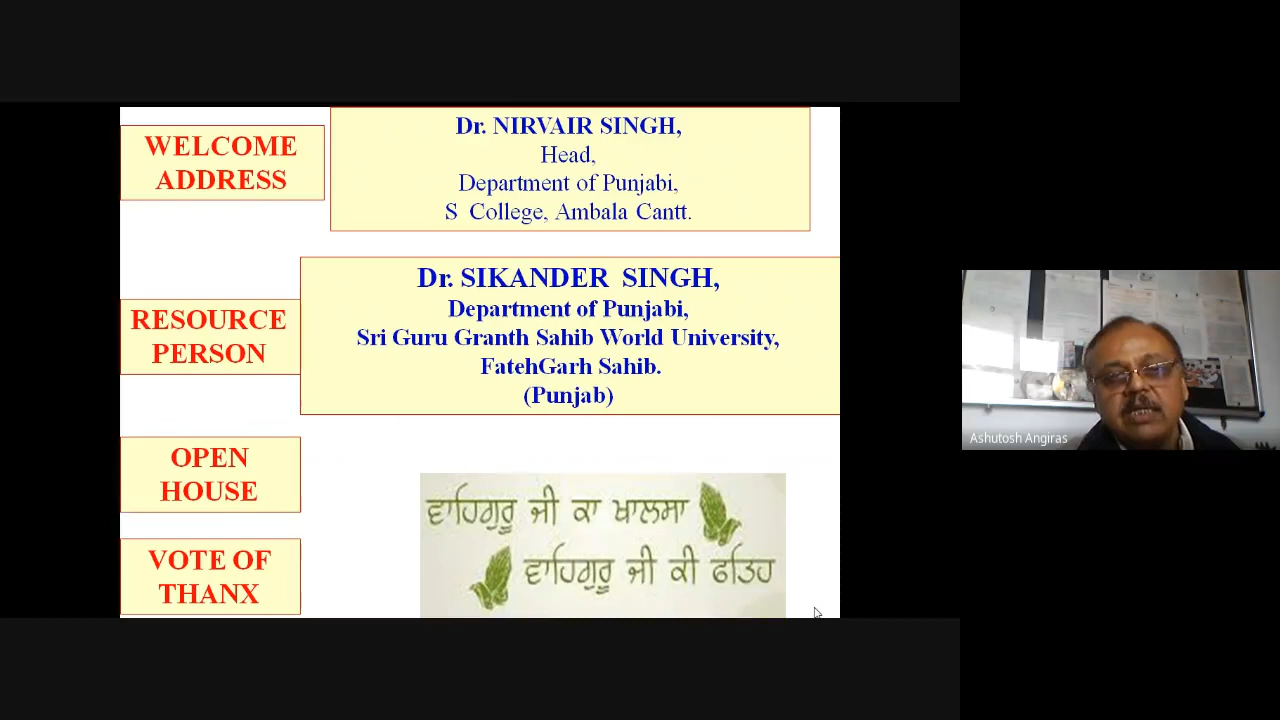 WELCOME
ADDRESS
Dr. NIRVAIR SINGH,
Head,
Department of Punjabi,
S College, Ambala Cantt.
RESOURCE
PERSON
Dr. SIKANDER SINGH,
Department of Punjabi,
Sri Guru Granth Sahib World University,
FatehGarh Sahib.
(Punjab)
OPEN
HOUSE
VOTE OF
THANX
ਵਾਹਿਗੁਰੂ ਜੀ ਕਾ ਖਾਲਸਾ
ਵਾਹਿਗੁਰੂ ਜੀ ਕੀ ਫਤਿਹ
Ashutosh Angiras